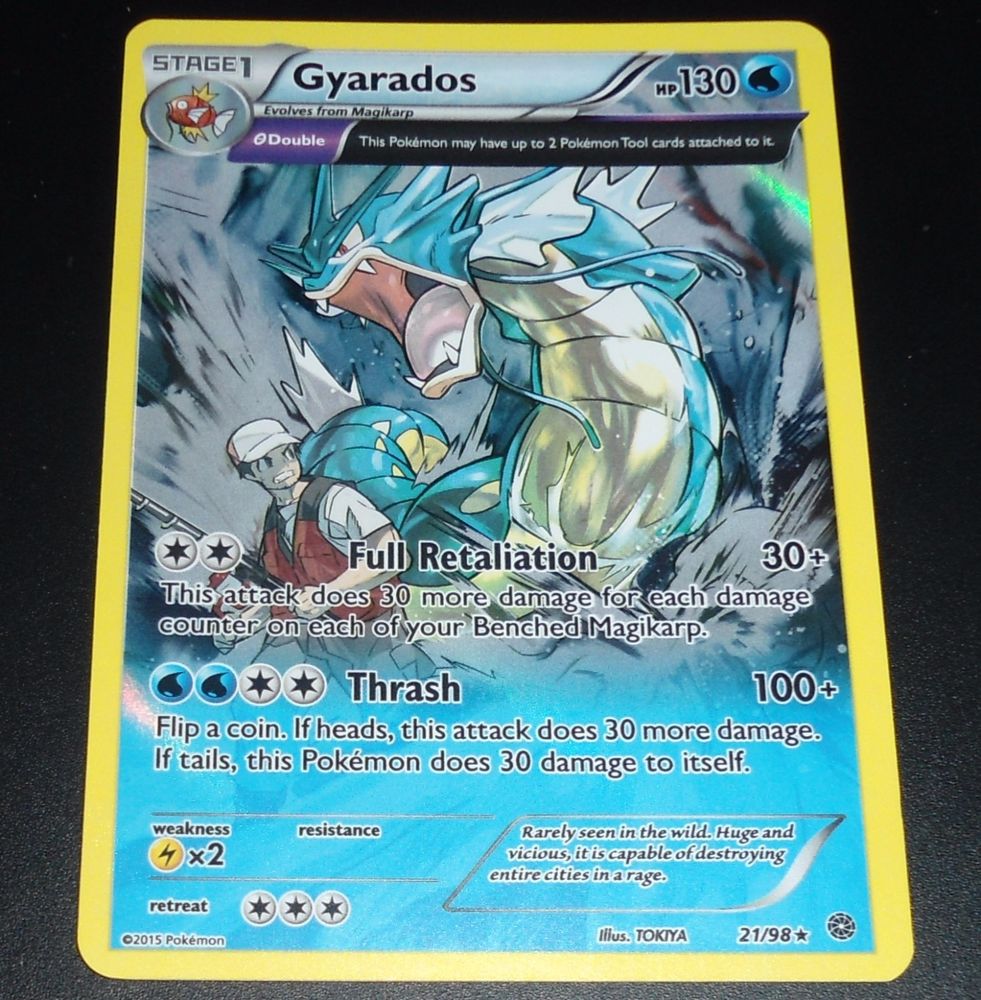 STAGE1 Gyarados HP130
Evolves from Magikarp
θDouble This Pokémon may have up to 2 Pokémon Tool cards attached to it.
Full Retaliation 30+
This attack does 30 more damage for each damage
counter on each of your Benched Magikarp.
Thrash 100+
Flip a coin. If heads, this attack does 30 more damage.
If tails, this Pokémon does 30 damage to itself.
weakness resistance
×2
Rarely seen in the wild. Huge and
vicious, it is capable of destroying
entire cities in a rage.
retreat
©2015 Pokémon Illus. TOKIYA 21/98★